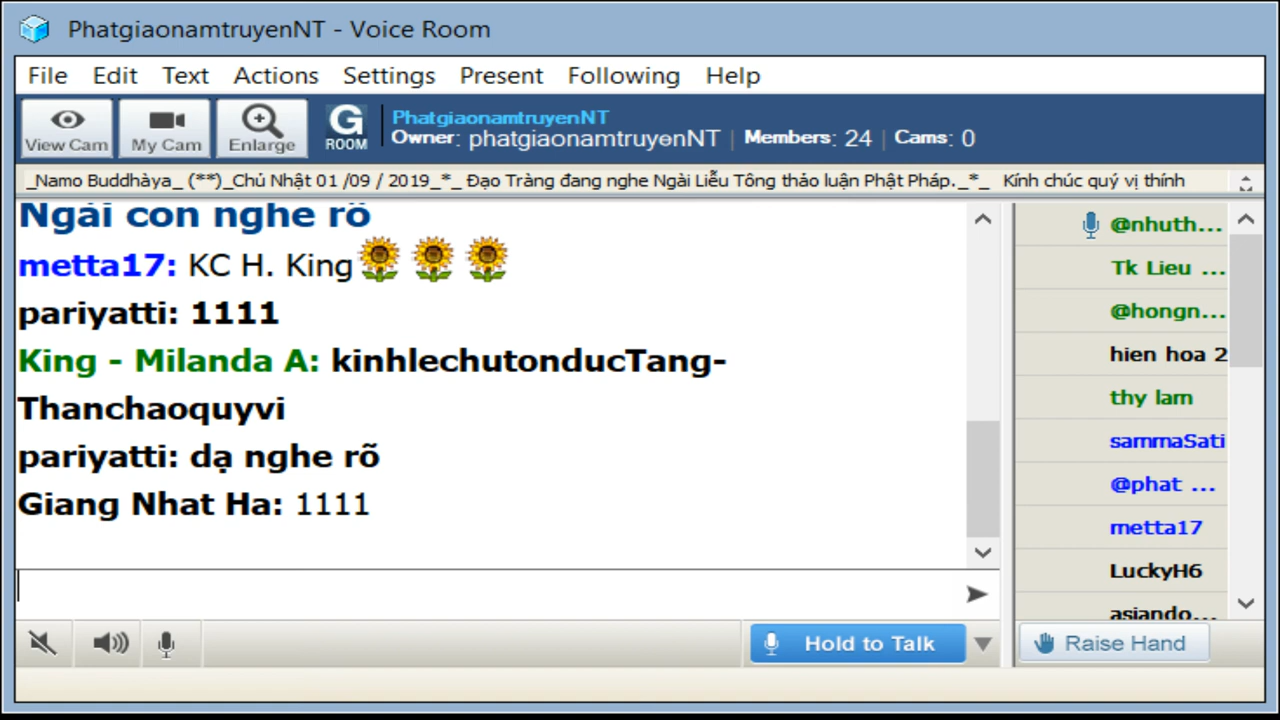 PhatgiaonamtruyenNT - Voice Room
File Edit Text Actions Settings Present Following Help
View Cam My Cam Enlarge G ROOM
PhatgiaonamtruyenNT
Owner: phatgiaonamtruyenNT | Members: 24 | Cams: 0
_Namo Buddhàya_ (**)_Chủ Nhật 01 /09 / 2019_*_ Đạo Tràng đang nghe Ngài Liễu Tông thảo luận Phật Pháp._*_ Kính chúc quý vị thính
Ngài con nghe rõ
metta17: KC H. King
pariyatti: 1111
King - Milanda A: kinhlechutonducTang-
Thanchaoquyvi
pariyatti: dạ nghe rõ
Giang Nhat Ha: 1111
@nhuth...
Tk Lieu ...
@hongn...
hien hoa 2
thy lam
sammaSati
@phat ...
metta17
LuckyH6
asiando...
Hold to Talk
Raise Hand